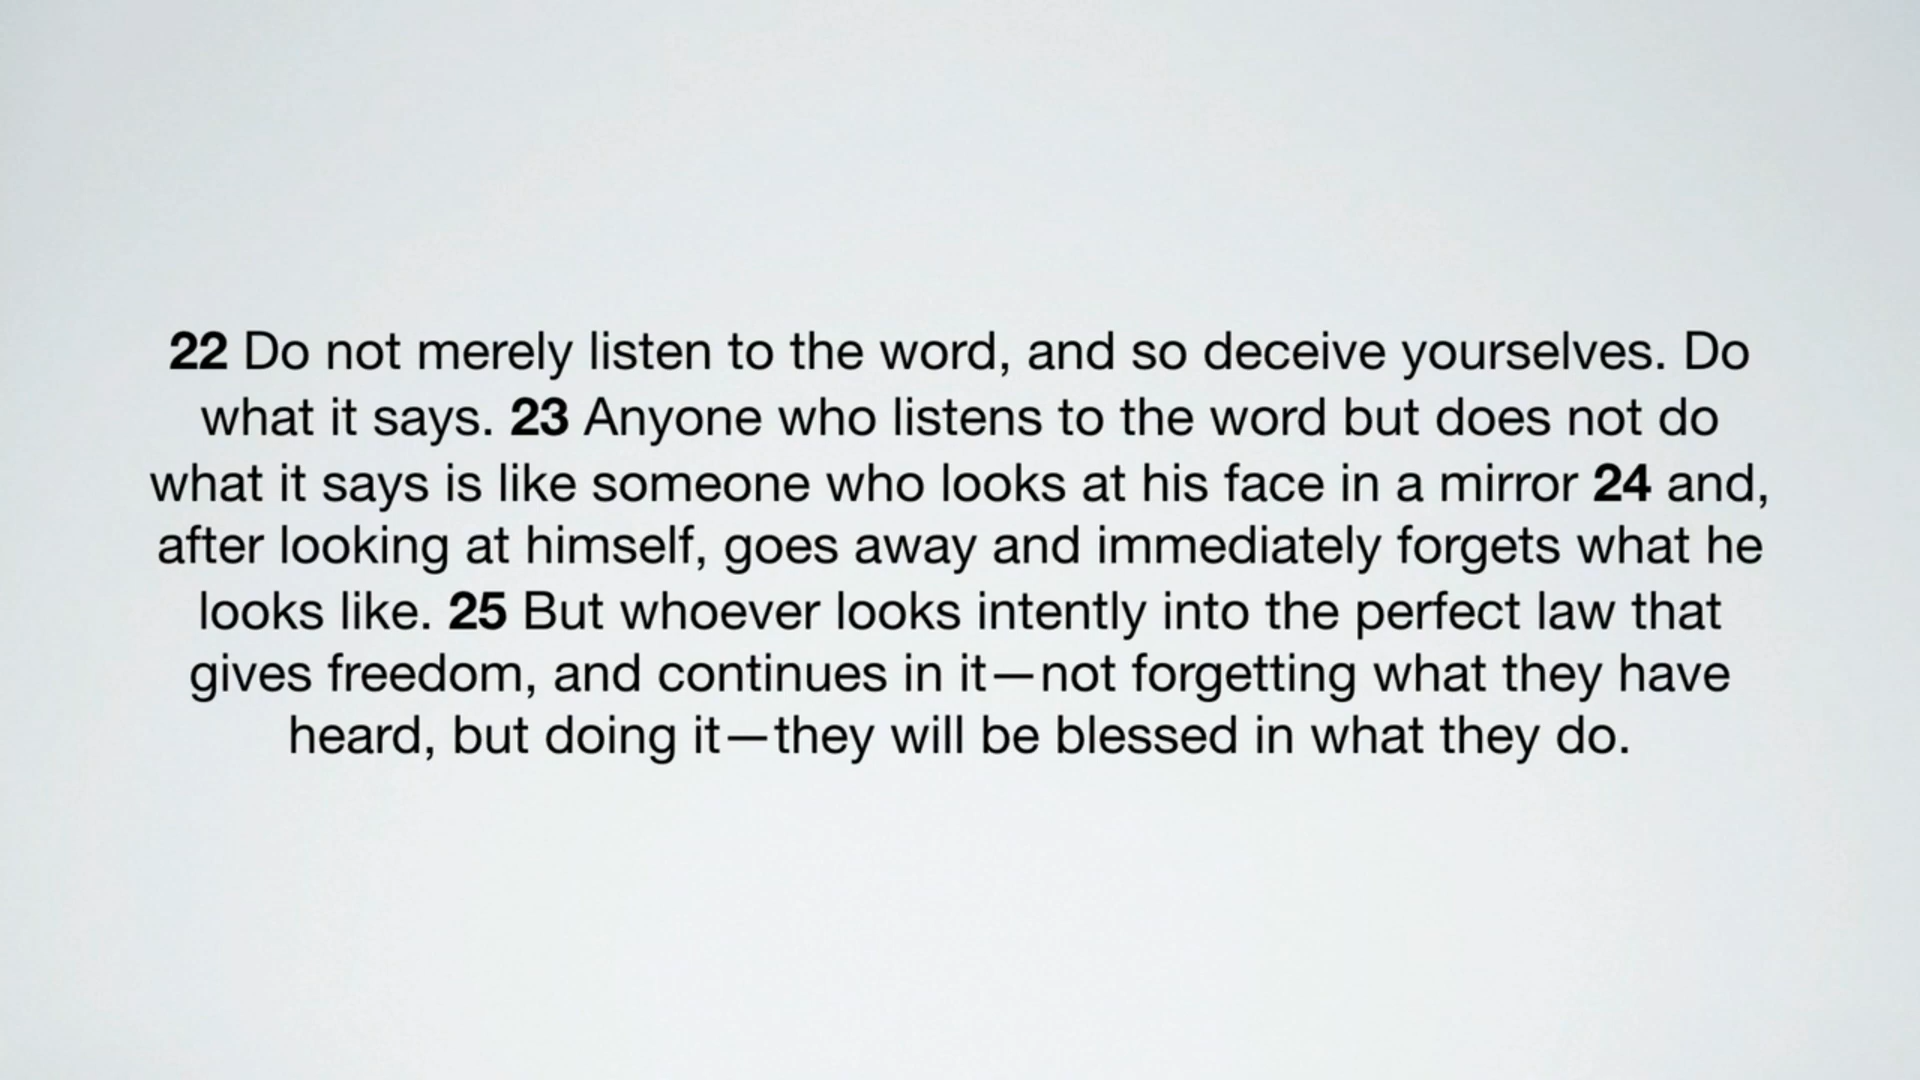 22 Do not merely listen to the word, and so deceive yourselves. Do
what it says. 23 Anyone who listens to the word but does not do
what it says is like someone who looks at his face in a mirror 24 and,
after looking at himself, goes away and immediately forgets what he
looks like. 25 But whoever looks intently into the perfect law that
gives freedom, and continues in it—not forgetting what they have
heard, but doing it—they will be blessed in what they do.